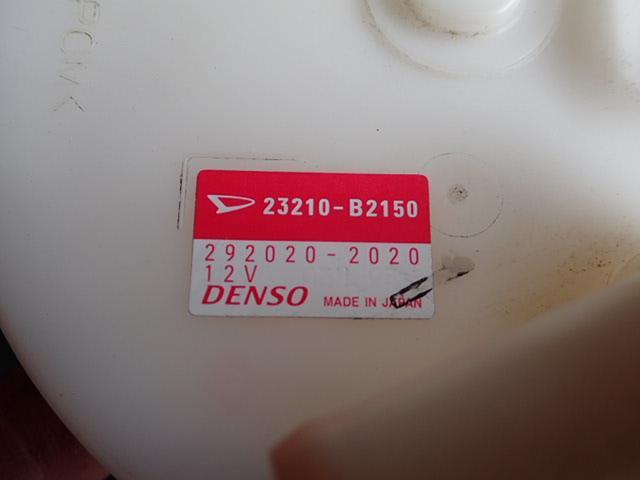 23210-B2150
292020-2020
12V
DENSO MADE IN JAPAN